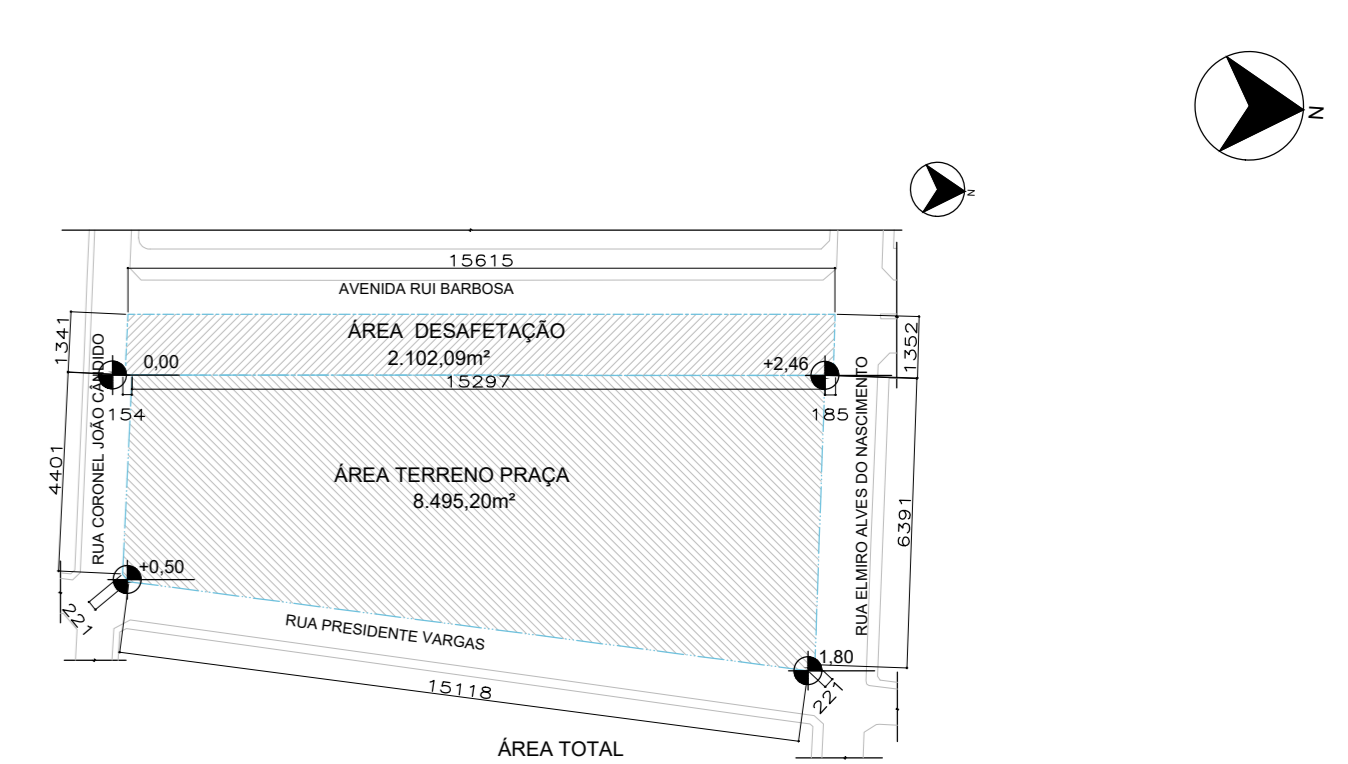 N
N
15615
AVENIDA RUI BARBOSA
1341
ÁREA DESAFETAÇÃO
2.102,09m²
1352
0,00
+2,46
15297
154
185
RUA CORONEL JOÃO CÂNDIDO
RUA ELMIRO ALVES DO NASCIMENTO
4401
ÁREA TERRENO PRAÇA
8.495,20m²
6391
+0,50
221
RUA PRESIDENTE VARGAS
1,80
221
15118
ÁREA TOTAL